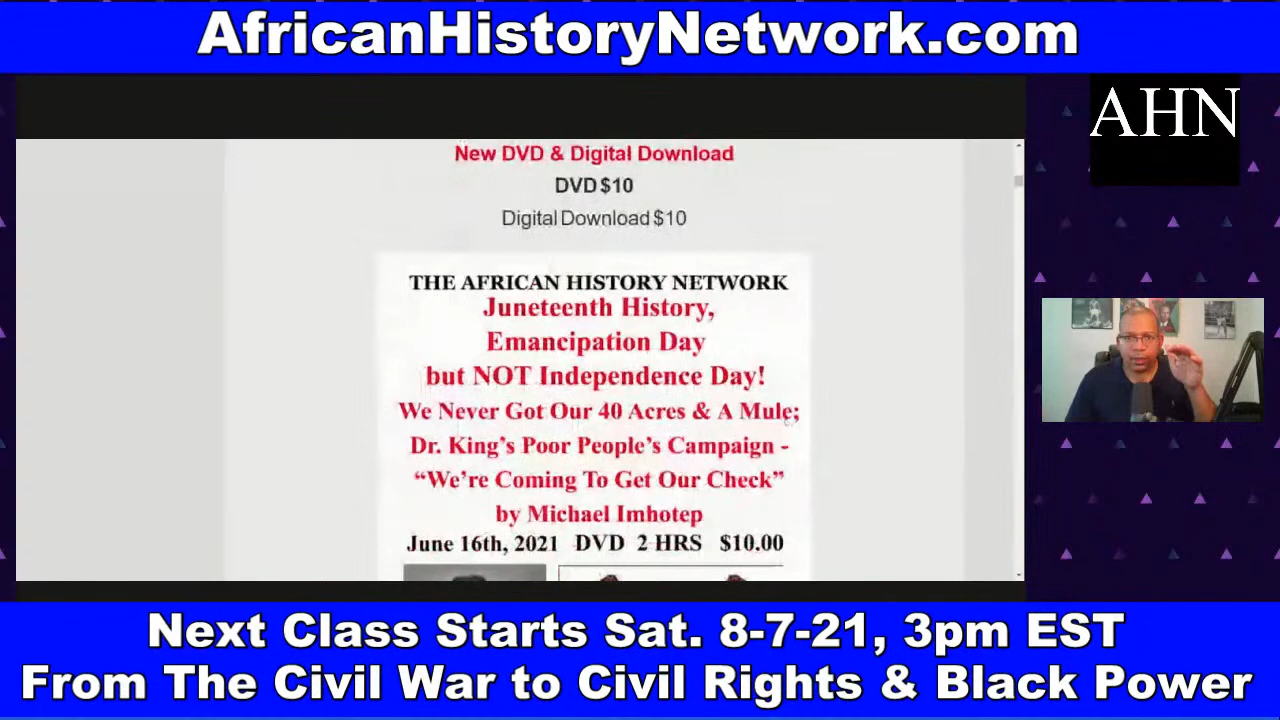 AfricanHistoryNetwork.com
AHN
New DVD & Digital Download
DVD $10
Digital Download $10
THE AFRICAN HISTORY NETWORK
Juneteenth History,
Emancipation Day
but NOT Independence Day!
We Never Got Our 40 Acres & A Mule;
Dr. King's Poor People's Campaign -
“We're Coming To Get Our Check”
by Michael Imhotep
June 16th, 2021 DVD 2 HRS $10.00
Next Class Starts Sat. 8-7-21, 3pm EST
From The Civil War to Civil Rights & Black Power